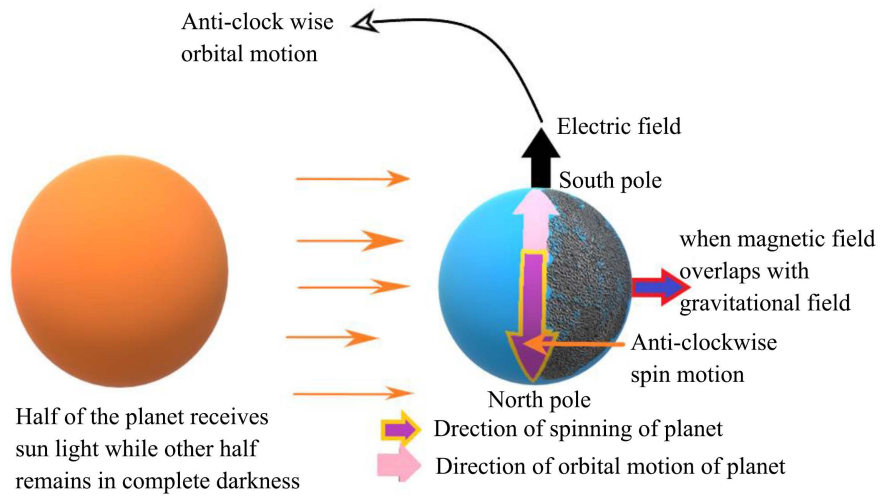 Anti-clock wise
orbital motion
Electric field
South pole
when magnetic field
overlaps with
gravitational field
Anti-clockwise
spin motion
North pole
Half of the planet receives
sun light while other half
remains in complete darkness
Drection of spinning of planet
Direction of orbital motion of planet